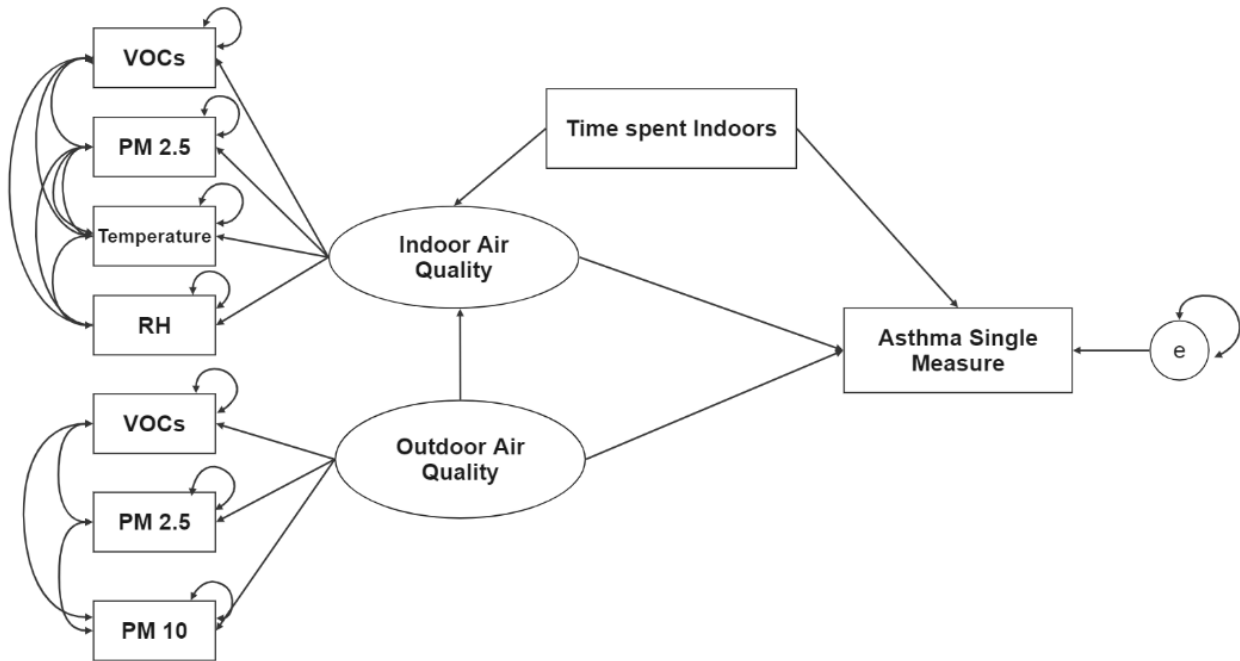 VOCs
PM 2.5
Temperature
RH
VOCs
PM 2.5
PM 10
Time spent Indoors
Indoor Air
Quality
Outdoor Air
Quality
Asthma Single
Measure
e